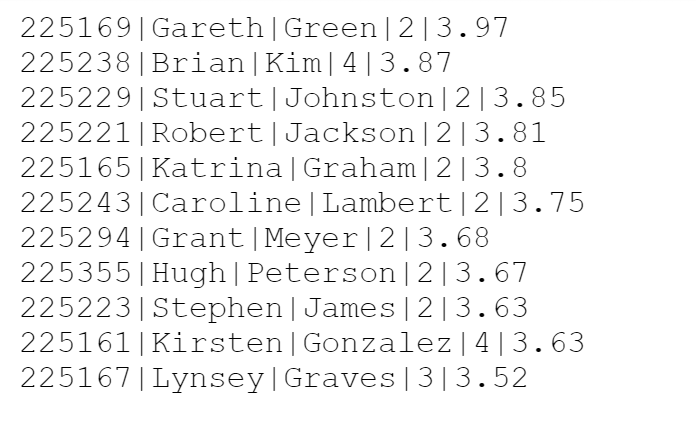 225169|Gareth|Green|2|3.97
225238|Brian|Kim|4|3.87
225229|Stuart|Johnston|2|3.85
225221|Robert|Jackson|2|3.81
225165|Katrina|Graham|2|3.8
225243|Caroline|Lambert|2|3.75
225294|Grant|Meyer|2|3.68
225355|Hugh|Peterson|2|3.67
225223|Stephen|James|2|3.63
225161|Kirsten|Gonzalez|4|3.63
225167|Lynsey|Graves|3|3.52